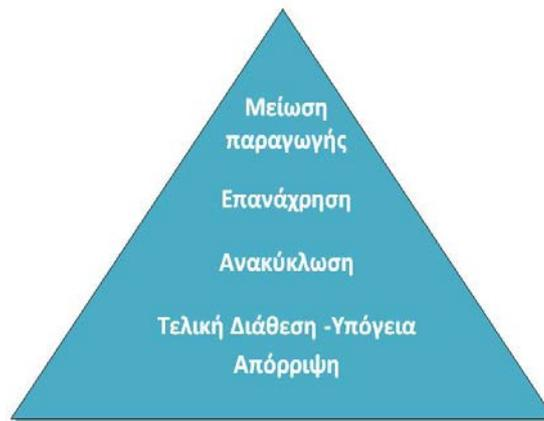 Μείωση
παραγωγής
Επανάχρηση
Ανακύκλωση
Τελική Διάθεση -Υπόγεια
Απόρριψη